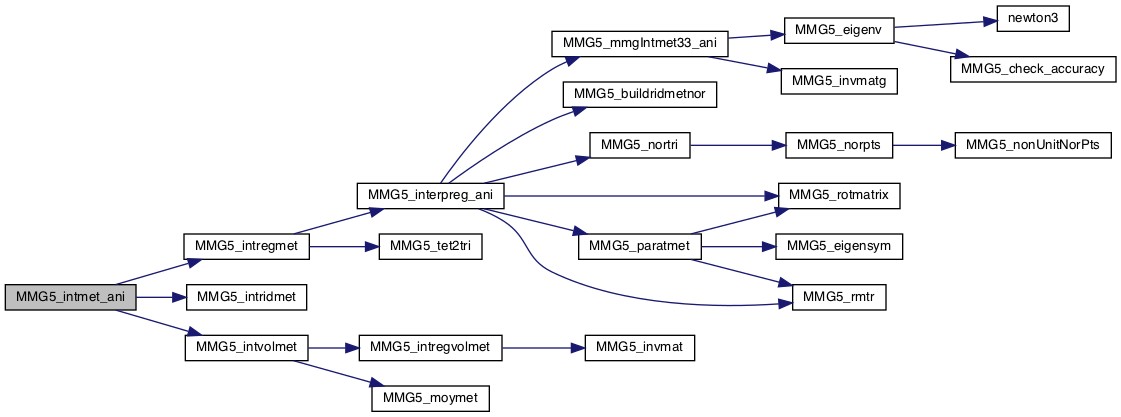 newton3
MMG5_eigenv
MMG5_mmgIntmet33_ani
MMG5_check_accuracy
MMG5_invmatg
MMG5_buildridmetnor
MMG5_nortri
MMG5_norpts
MMG5_nonUnitNorPts
MMG5_interpreg_ani
MMG5_rotmatrix
MMG5_intregmet
MMG5_tet2tri
MMG5_paratmet
MMG5_eigensym
MMG5_intmet_ani
MMG5_intridmet
MMG5_rmtr
MMG5_intvolmet
MMG5_intregvolmet
MMG5_invmat
MMG5_moymet